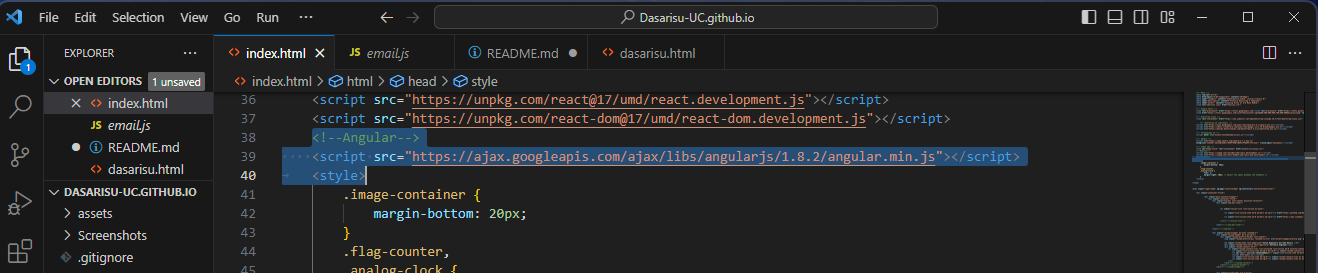 File Edit Selection View Go Run ··· Dasarisu-UC.github.io
EXPLORER ···
index.html
JS email.js
README.md
dasarisu.html
OPEN EDITORS 1 unsaved
index.html
JS email.js
README.md
dasarisu.html
DASARISU-UC.GITHUB.IO
assets
Screenshots
.gitignore
1
index.html > html > head > style
36 <script src="https://unpkg.com/react@17/umd/react.development.js"></script>
37 <script src="https://unpkg.com/react-dom@17/umd/react-dom.development.js"></script>
38 <!--Angular-->
39 <script src="https://ajax.googleapis.com/ajax/libs/angularjs/1.8.2/angular.min.js"></script>
40 <style>
41 .image-container {
42 margin-bottom: 20px;
43 }
44 .flag-counter,
45 .analog-clock {